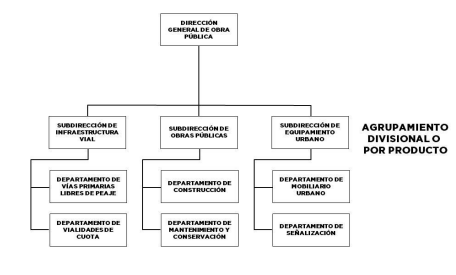 DIRECCIÓN
GENERAL DE OBRA
PÚBLICA
SUBDIRECCIÓN DE
INFRAESTRUCTURA
VIAL
SUBDIRECCIÓN DE
OBRAS PÚBLICAS
SUBDIRECCIÓN DE
EQUIPAMIENTO
URBANO
AGRUPAMIENTO
DIVISIONAL O
POR PRODUCTO
DEPARTAMENTO DE
VÍAS PRIMARIAS
LIBRES DE PEAJE
DEPARTAMENTO DE
CONSTRUCCIÓN
DEPARTAMENTO DE
MOBILIARIO
URBANO
DEPARTAMENTO DE
VIALIDADES DE
CUOTA
DEPARTAMENTO DE
MANTENIMIENTO Y
CONSERVACIÓN
DEPARTAMENTO DE
SEÑALIZACIÓN